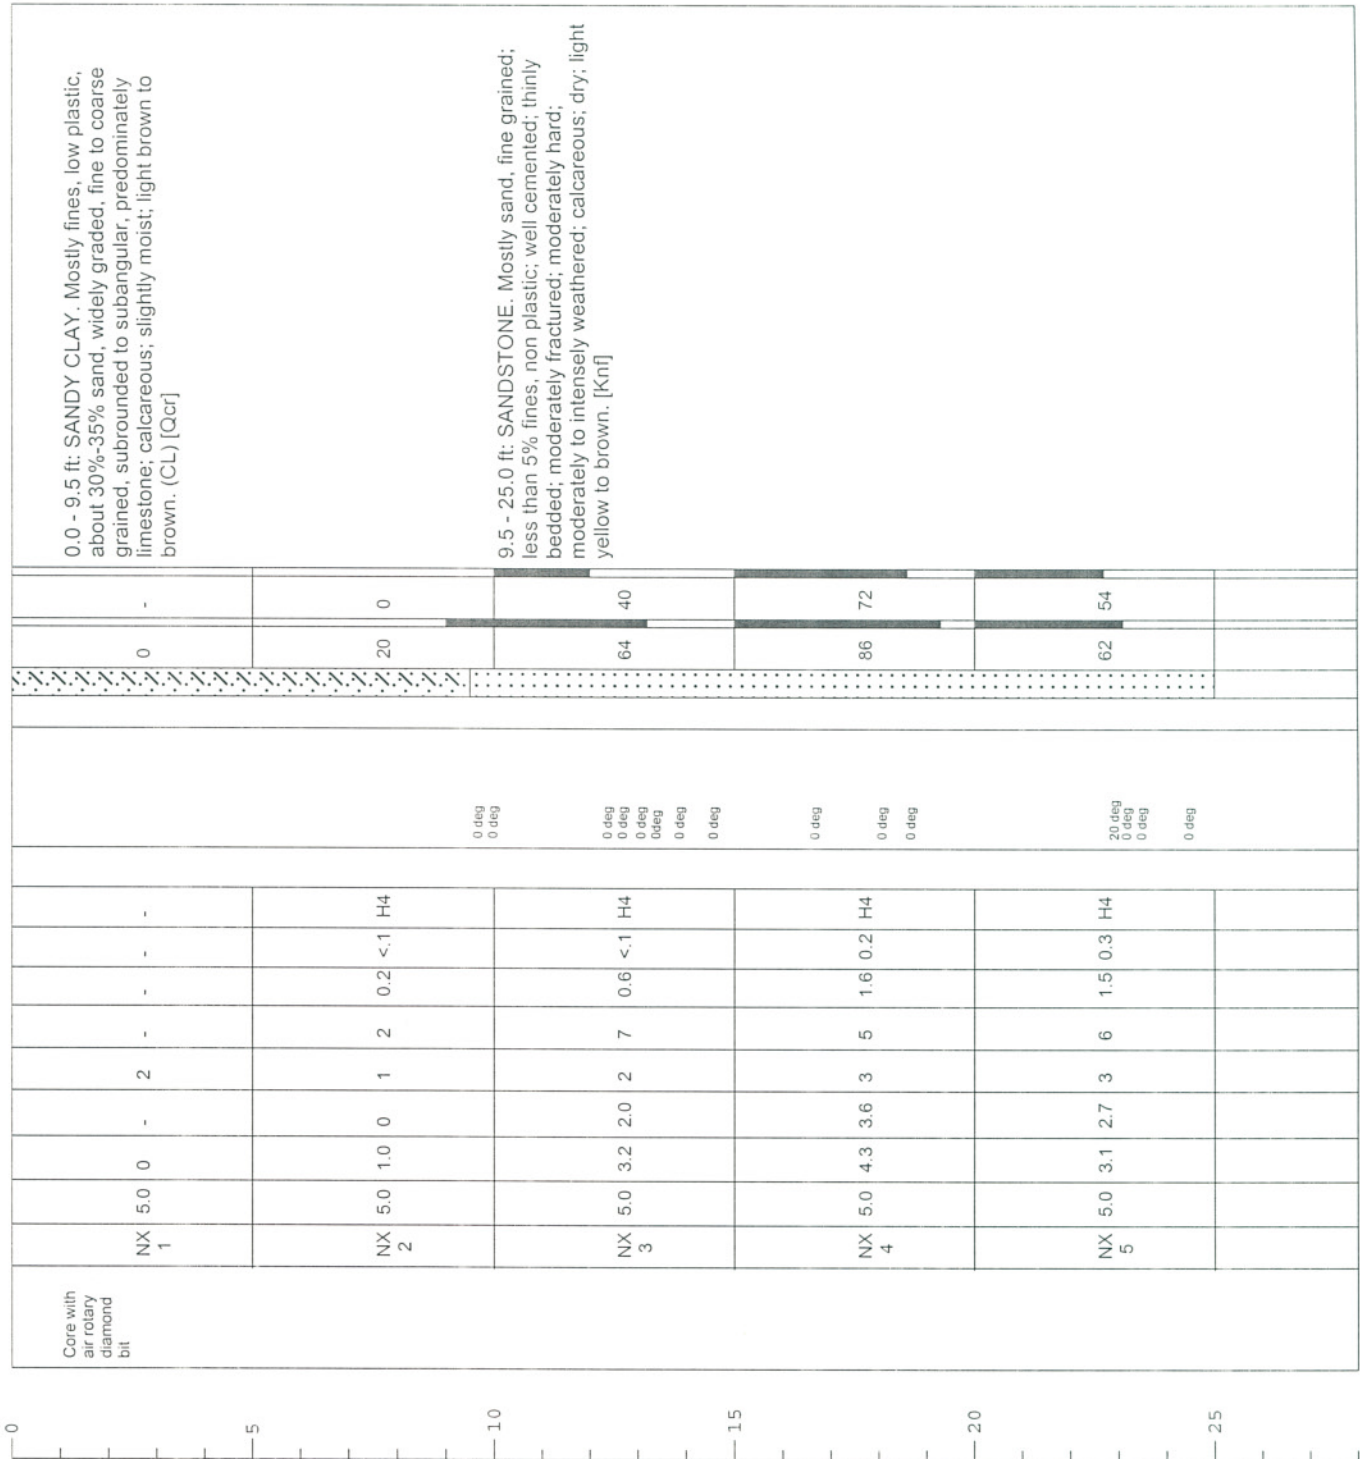 0
5
10
15
20
25
Core with
air rotary
diamond
bit
NX 5.0 0 - 2 - - - - 0 -
1
NX 5.0 1.0 0 1 2 0.2 <.1 H4 20 0
2
0 deg
0 deg
NX 5.0 3.2 2.0 2 7 0.6 <.1 H4 64 40
3
0 deg
0 deg
0 deg
0deg
0 deg
0 deg
NX 5.0 4.3 3.6 3 5 1.6 0.2 H4 86 72
4
0 deg
0 deg
0 deg
NX 5.0 3.1 2.7 3 6 1.5 0.3 H4 62 54
5
20 deg
0 deg
0 deg
0 deg
0.0 - 9.5 ft: SANDY CLAY. Mostly fines, low plastic,
about 30%-35% sand, widely graded, fine to coarse
grained, subrounded to subangular, predominately
limestone; calcareous; slightly moist; light brown to
brown. (CL) [Qcr]
9.5 - 25.0 ft: SANDSTONE. Mostly sand, fine grained;
less than 5% fines, non plastic; well cemented; thinly
bedded; moderately fractured; moderately hard;
moderately to intensely weathered; calcareous; dry; light
yellow to brown. [Knf]